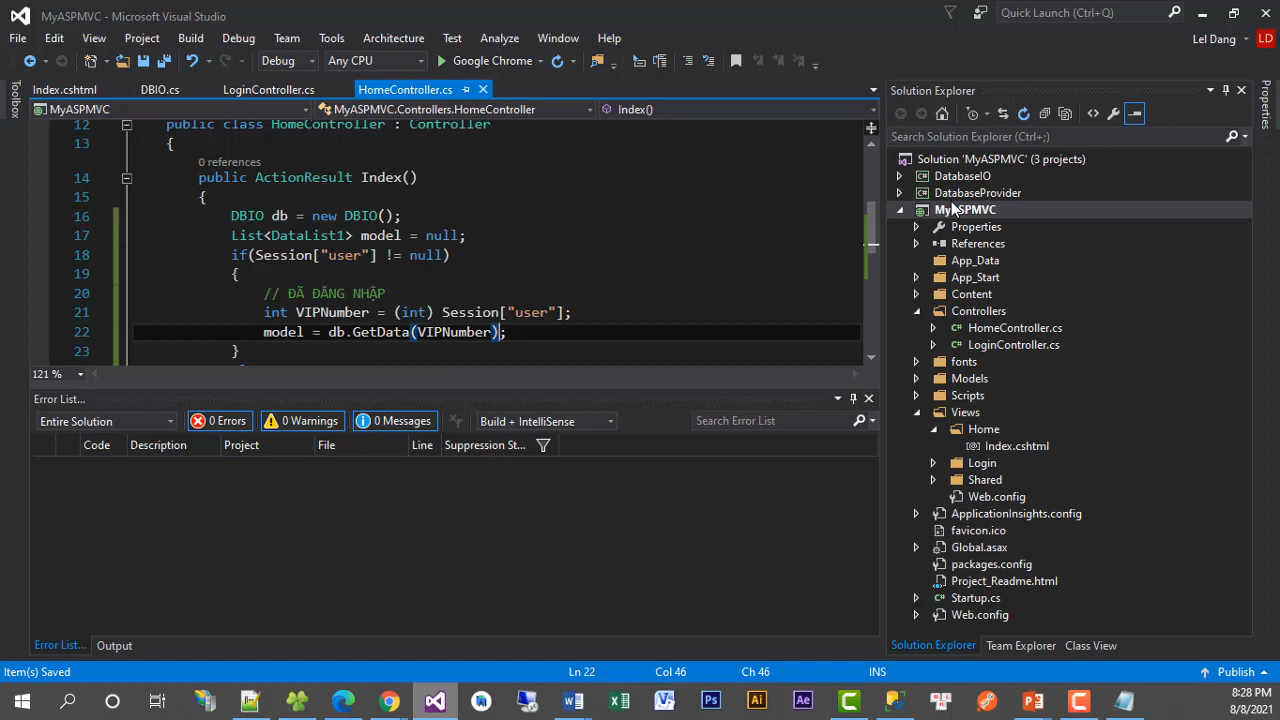 MyASPMVC - Microsoft Visual Studio
Quick Launch (Ctrl+Q)
File Edit View Project Build Debug Team Tools Architecture Test Analyze Window Help
Lel Dang LD
Debug Any CPU Google Chrome
Toolbox
Index.cshtml DBIO.cs LoginController.cs HomeController.cs
MyASPMVC MyASPMVC.Controllers.HomeController Index()
12 public class HomeController : Controller
13 {
0 references
14 public ActionResult Index()
15 {
16 DBIO db = new DBIO();
17 List<DataList1> model = null;
18 if(Session["user"] != null)
19 {
20 // ĐÃ ĐĂNG NHẬP
21 int VIPNumber = (int) Session["user"];
22 model = db.GetData(VIPNumber);
23 }
121 %
Error List...
Entire Solution 0 Errors 0 Warnings 0 Messages Build + IntelliSense Search Error List
Code Description Project File Line Suppression St...
Error List... Output
Solution Explorer
Search Solution Explorer (Ctrl+;)
Solution 'MyASPMVC' (3 projects)
C# DatabaseIO
C# DatabaseProvider
MyASPMVC
Properties
References
App_Data
App_Start
Content
Controllers
C# HomeController.cs
C# LoginController.cs
fonts
Models
Scripts
Views
Home
[@] Index.cshtml
Login
Shared
Web.config
ApplicationInsights.config
favicon.ico
Global.asax
packages.config
Project_Readme.html
C# Startup.cs
Web.config
Solution Explorer Team Explorer Class View
Properties
Item(s) Saved Ln 22 Col 46 Ch 46 INS Publish
Ps Ai Ae
8:28 PM
8/8/2021